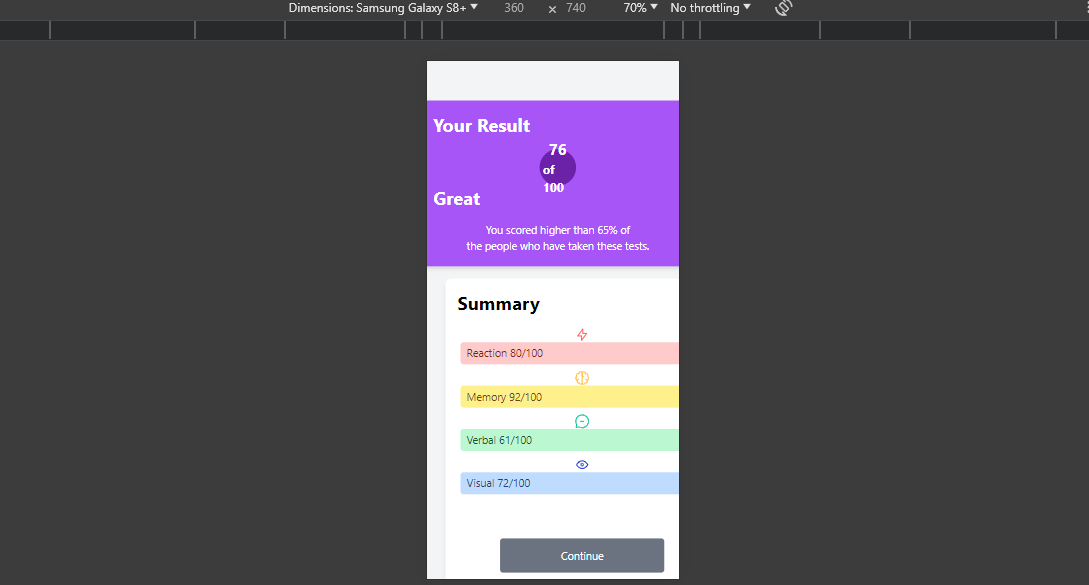 Dimensions: Samsung Galaxy S8+ 360 × 740 70% No throttling
Your Result
76
of
100
Great
You scored higher than 65% of
the people who have taken these tests.
Summary
Reaction 80/100
Memory 92/100
Verbal 61/100
Visual 72/100
Continue